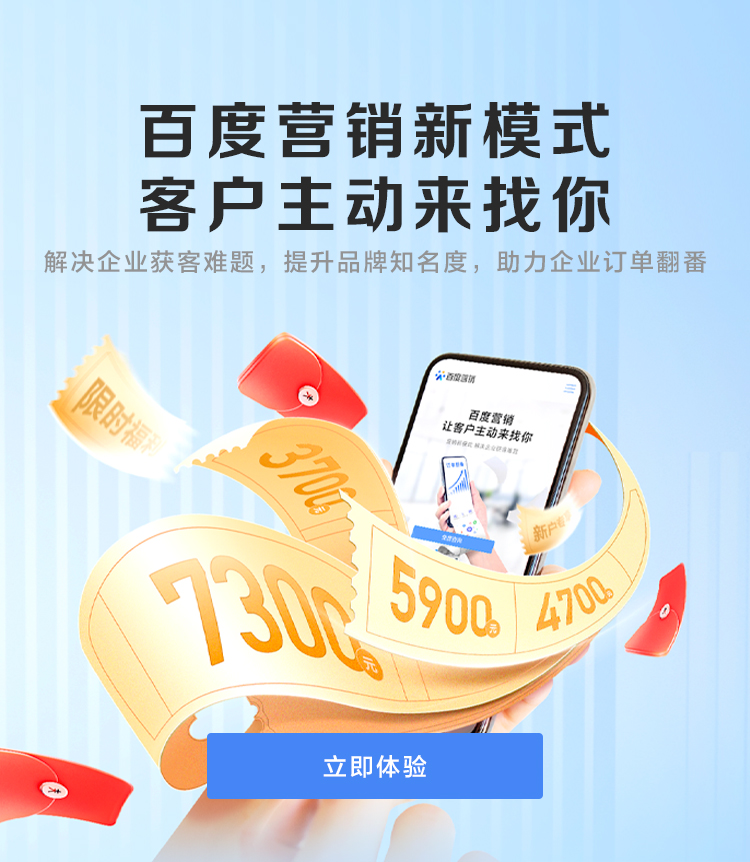 百度营销新模式
客户主动来找你
解决企业获客难题，提升品牌知名度，助力企业订单翻番
限时福
百度营销
百度营销
让客户主动来找你
3700元
新户
7300元
5900元
4700元
立即体验